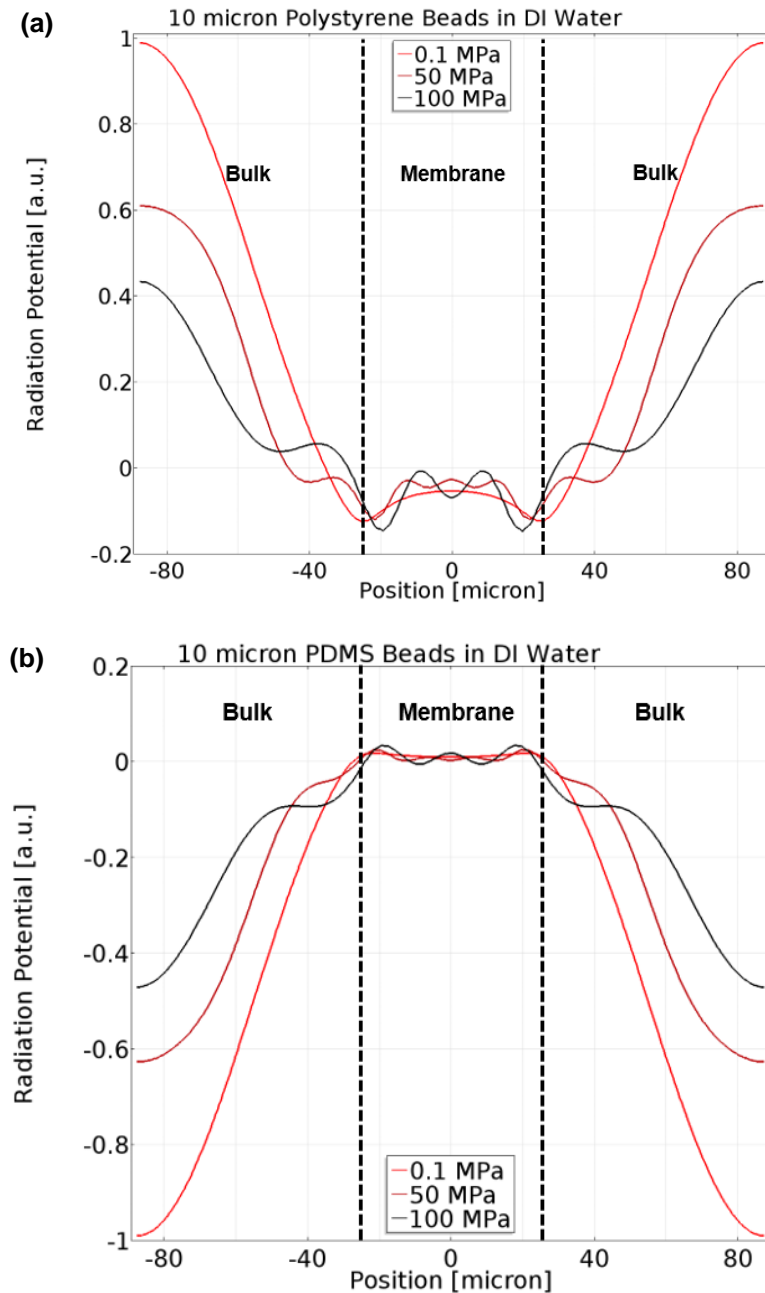 (a)
10 micron Polystyrene Beads in DI Water
Radiation Potential [a.u.]
1
0.8
0.6
0.4
0.2
0
-0.2
0.1 MPa
50 MPa
100 MPa
Bulk
Membrane
Bulk
-80
-40
0
40
80
Position [micron]
(b)
10 micron PDMS Beads in DI Water
Radiation Potential [a.u.]
0.2
0
-0.2
-0.4
-0.6
-0.8
-1
Bulk
Membrane
Bulk
0.1 MPa
50 MPa
100 MPa
-80
-40
0
40
80
Position [micron]